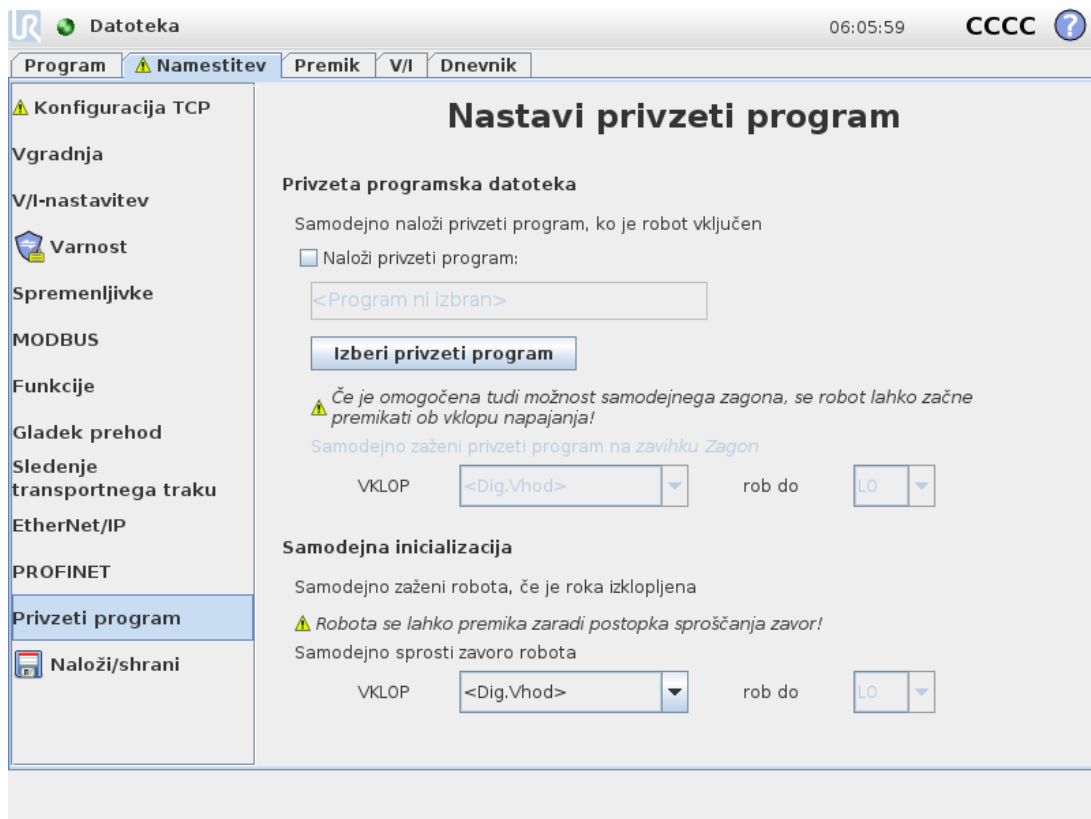 UR Datoteka 06:05:59 CCCC ?
Program Namestitev Premik V/I Dnevnik
Konfiguracija TCP
Vgradnja
V/I-nastavitev
Varnost
Spremenljivke
MODBUS
Funkcije
Gladek prehod
Sledenje
transportnega traku
EtherNet/IP
PROFINET
Privzeti program
Naloži/shrani
Nastavi privzeti program
Privzeta programska datoteka
Samodejno naloži privzeti program, ko je robot vključen
Naloži privzeti program:
<Program ni izbran>
Izberi privzeti program
Če je omogočena tudi možnost samodejnega zagona, se robot lahko začne
premikati ob vklopu napajanja!
Samodejno zaženi privzeti program na zavihku Zagon
VKLOP <Dig.Vhod> rob do LO
Samodejna inicializacija
Samodejno zaženi robota, če je roka izklopljena
Robota se lahko premika zaradi postopka sproščanja zavor!
Samodejno sprosti zavoro robota
VKLOP <Dig.Vhod> rob do LO